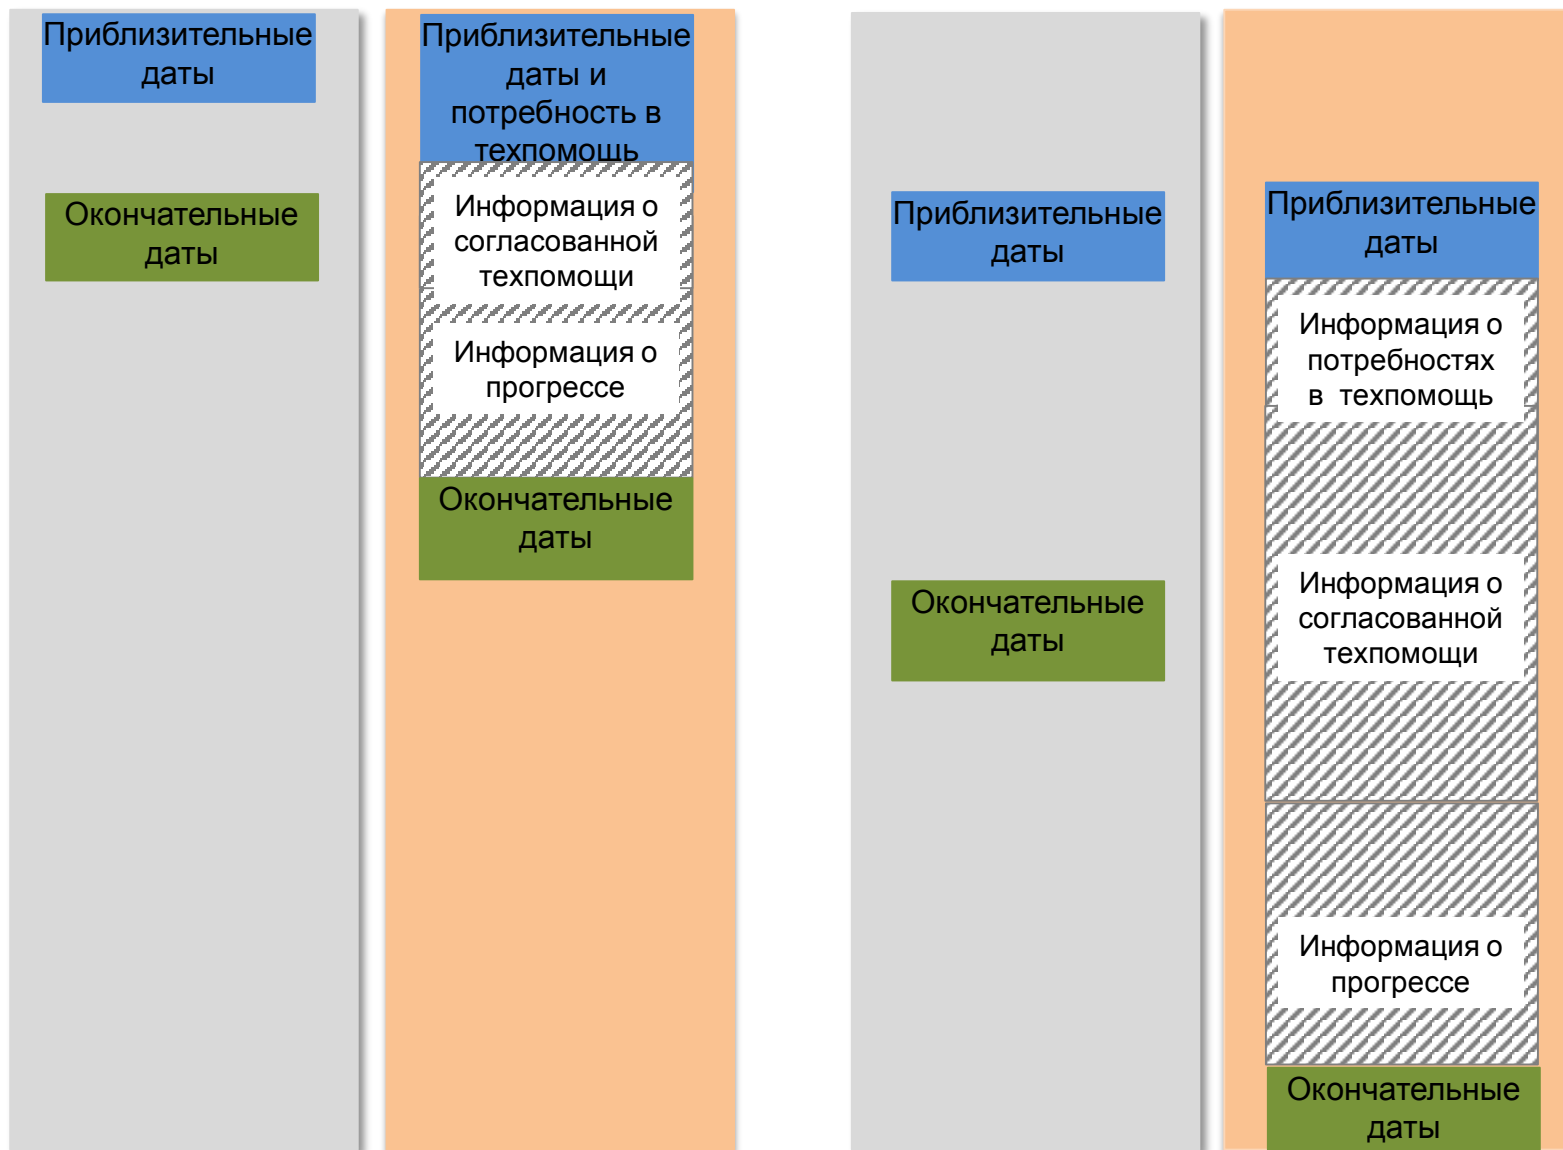 Приблизительные
даты
Окончательные
даты
Приблизительные
даты и
потребность в
техпомощь
Информация о
согласованной
техпомощи
Информация о
прогрессе
Окончательные
даты
Приблизительные
даты
Окончательные
даты
Приблизительные
даты
Информация о
потребностях
в техпомощь
Информация о
согласованной
техпомощи
Информация о
прогрессе
Окончательные
даты